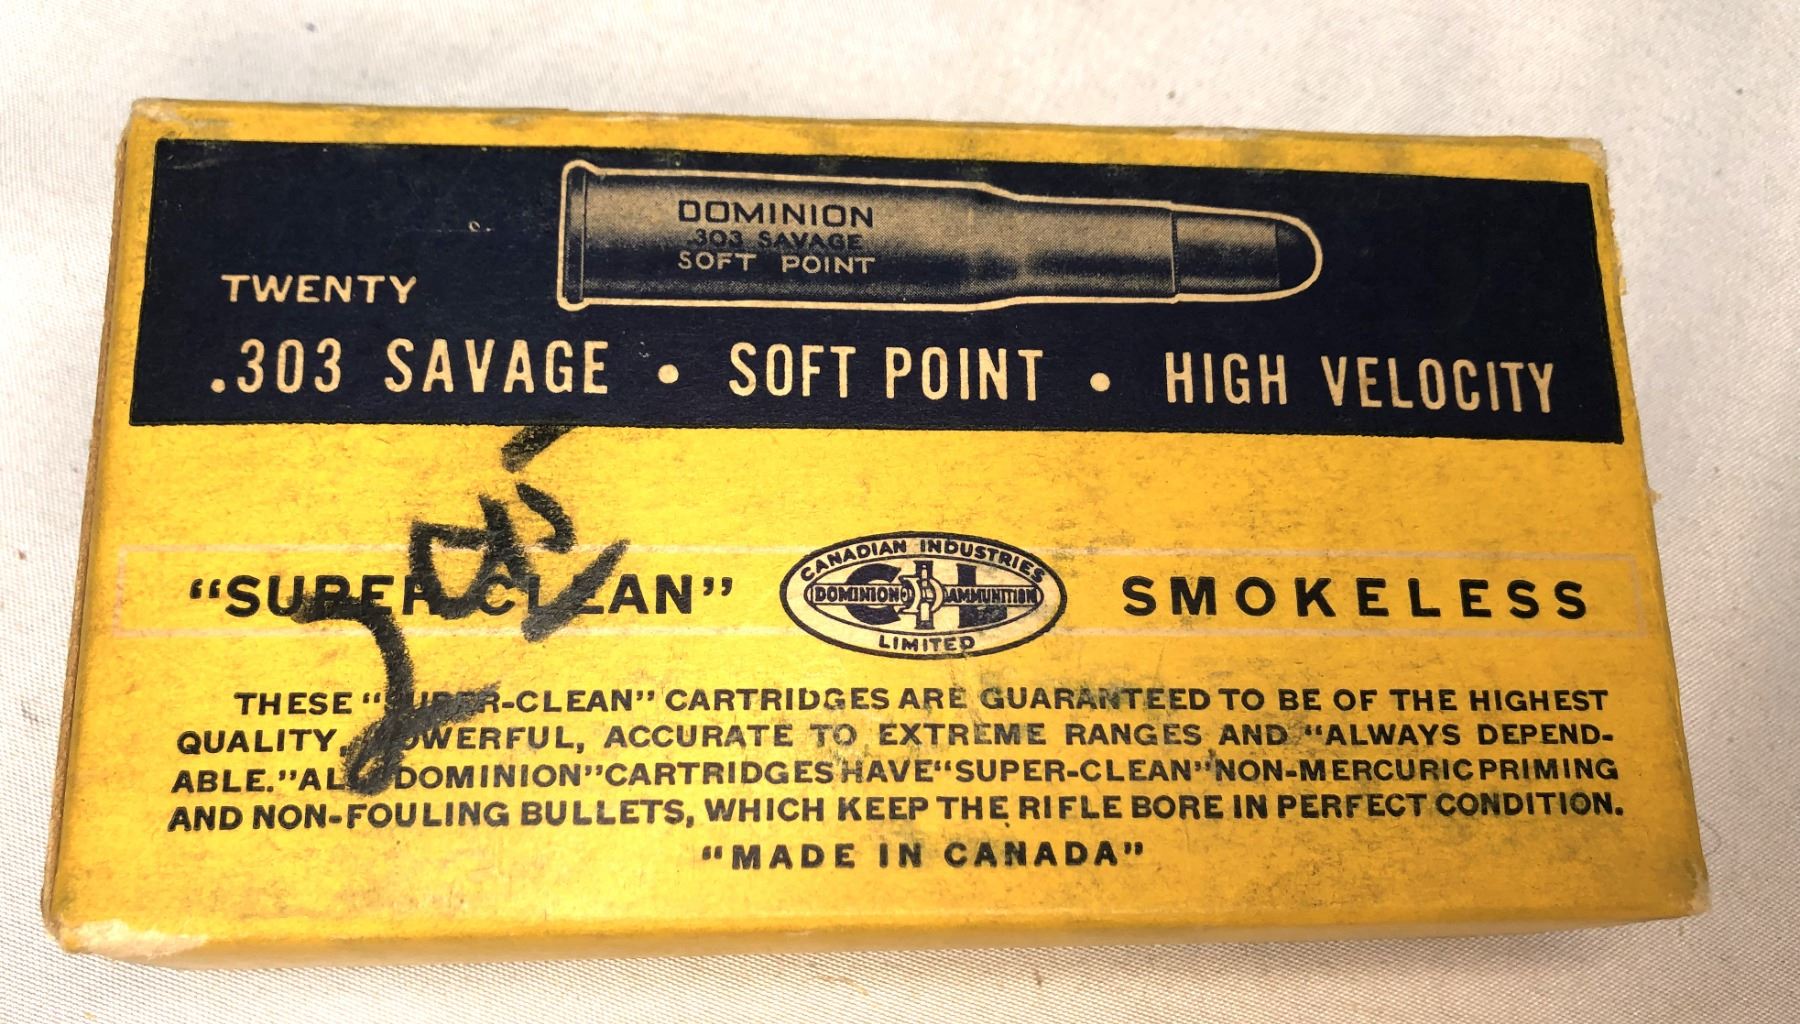 DOMINION
.303 SAVAGE
SOFT POINT
TWENTY
.303 SAVAGE • SOFT POINT • HIGH VELOCITY
"SUPER-CLEAN" SMOKELESS
CANADIAN INDUSTRIES
CIL
DOMINION AMMUNITION
LIMITED
THESE "SUPER-CLEAN" CARTRIDGES ARE GUARANTEED TO BE OF THE HIGHEST
QUALITY, POWERFUL, ACCURATE TO EXTREME RANGES AND "ALWAYS DEPEND-
ABLE." ALL "DOMINION" CARTRIDGES HAVE "SUPER-CLEAN" NON-MERCURIC PRIMING
AND NON-FOULING BULLETS, WHICH KEEP THE RIFLE BORE IN PERFECT CONDITION.
"MADE IN CANADA"